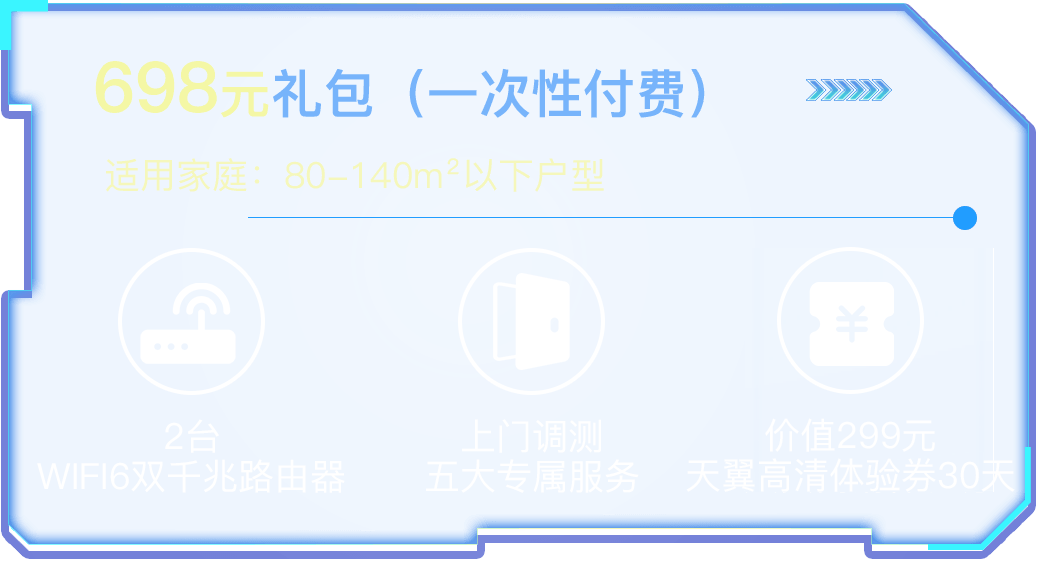 698元礼包（一次性付费）
适用家庭：80-140m²以下户型
2台
WIFI6双千兆路由器
上门调测
五大专属服务
¥
价值299元
天翼高清体验券30天